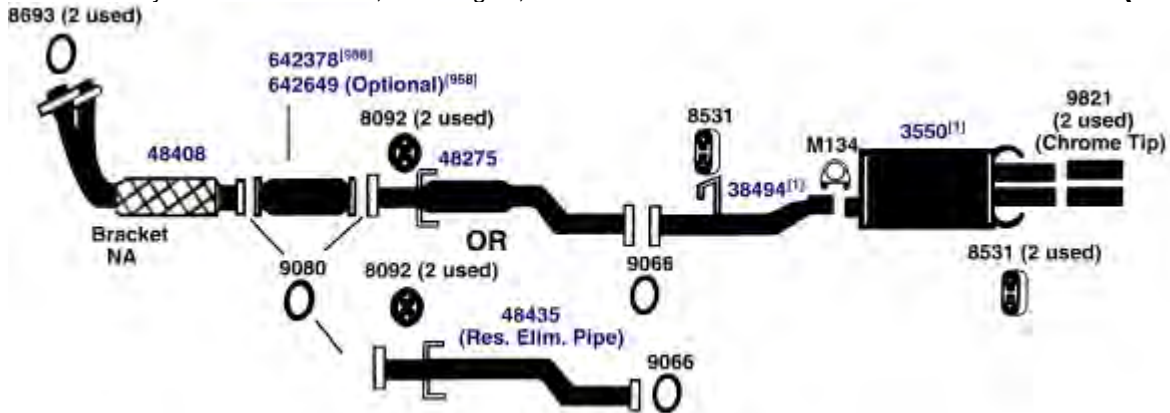 8693 (2 used)
642378[986]
642649 (Optional)[958]
8092 (2 used)
8531
9821
(2 used)
(Chrome Tip)
M134
3550[1]
48408
48275
38494[1]
Bracket
NA
OR
9080
8092 (2 used)
9066
8531 (2 used)
48435
(Res. Elim. Pipe)
9066